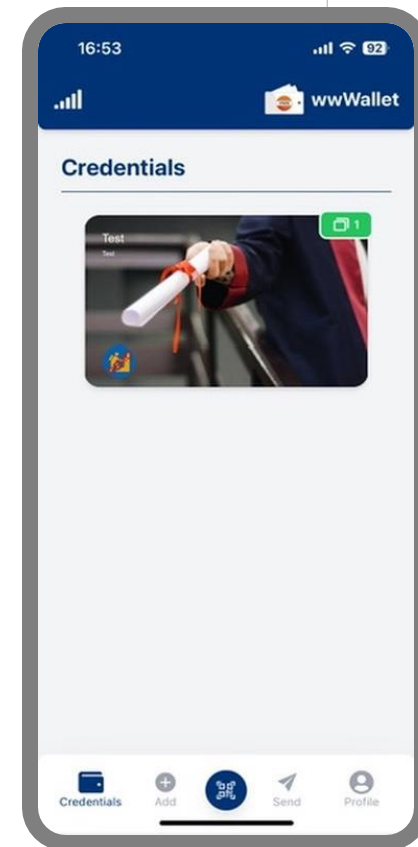 16:53
92
wwWallet
Credentials
1
Test
Test
Credentials
Add
Send
Profile